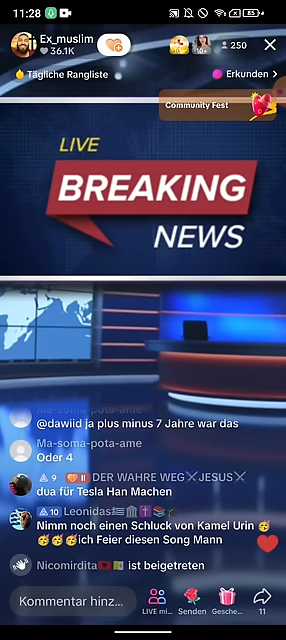 11:28
85
Ex_muslim
36.1K
10+
250
Tägliche Rangliste
Erkunden >
Community Fest
LIVE
BREAKING
NEWS
Ma-soma-pota-ame
@dawiid ja plus minus 7 Jahre war das
Ma-soma-pota-ame
Oder 4
9 II DER WAHRE WEG⚔️JESUS⚔️
dua für Tesla Han Machen
10 Leonidas🇬🇷🏛️✝️📚
Nimm noch einen Schluck von Kamel Urin 🥳
🥳🥳🥳ich Feier diesen Song Mann
Nicomirdita🇦🇱🇻🇦 ist beigetreten
Kommentar hinz...
LIVE mi...
Senden
Gesche...
11